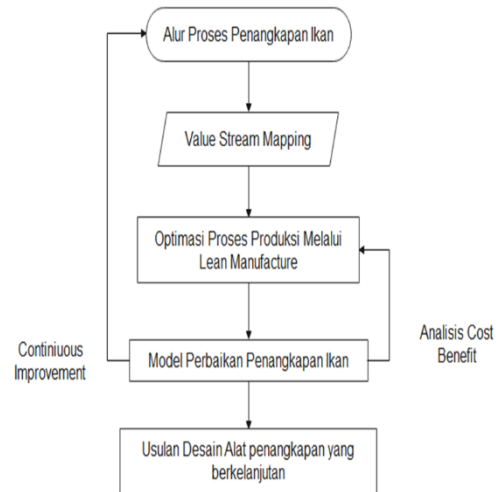 Alur Proses Penangkapan Ikan
Value Stream Mapping
Optimasi Proses Produksi Melalui
Lean Manufacture
Analisis Cost
Benefit
Continiuous
Improvement
Model Perbaikan Penangkapan Ikan
Usulan Desain Alat penangkapan yang
berkelanjutan